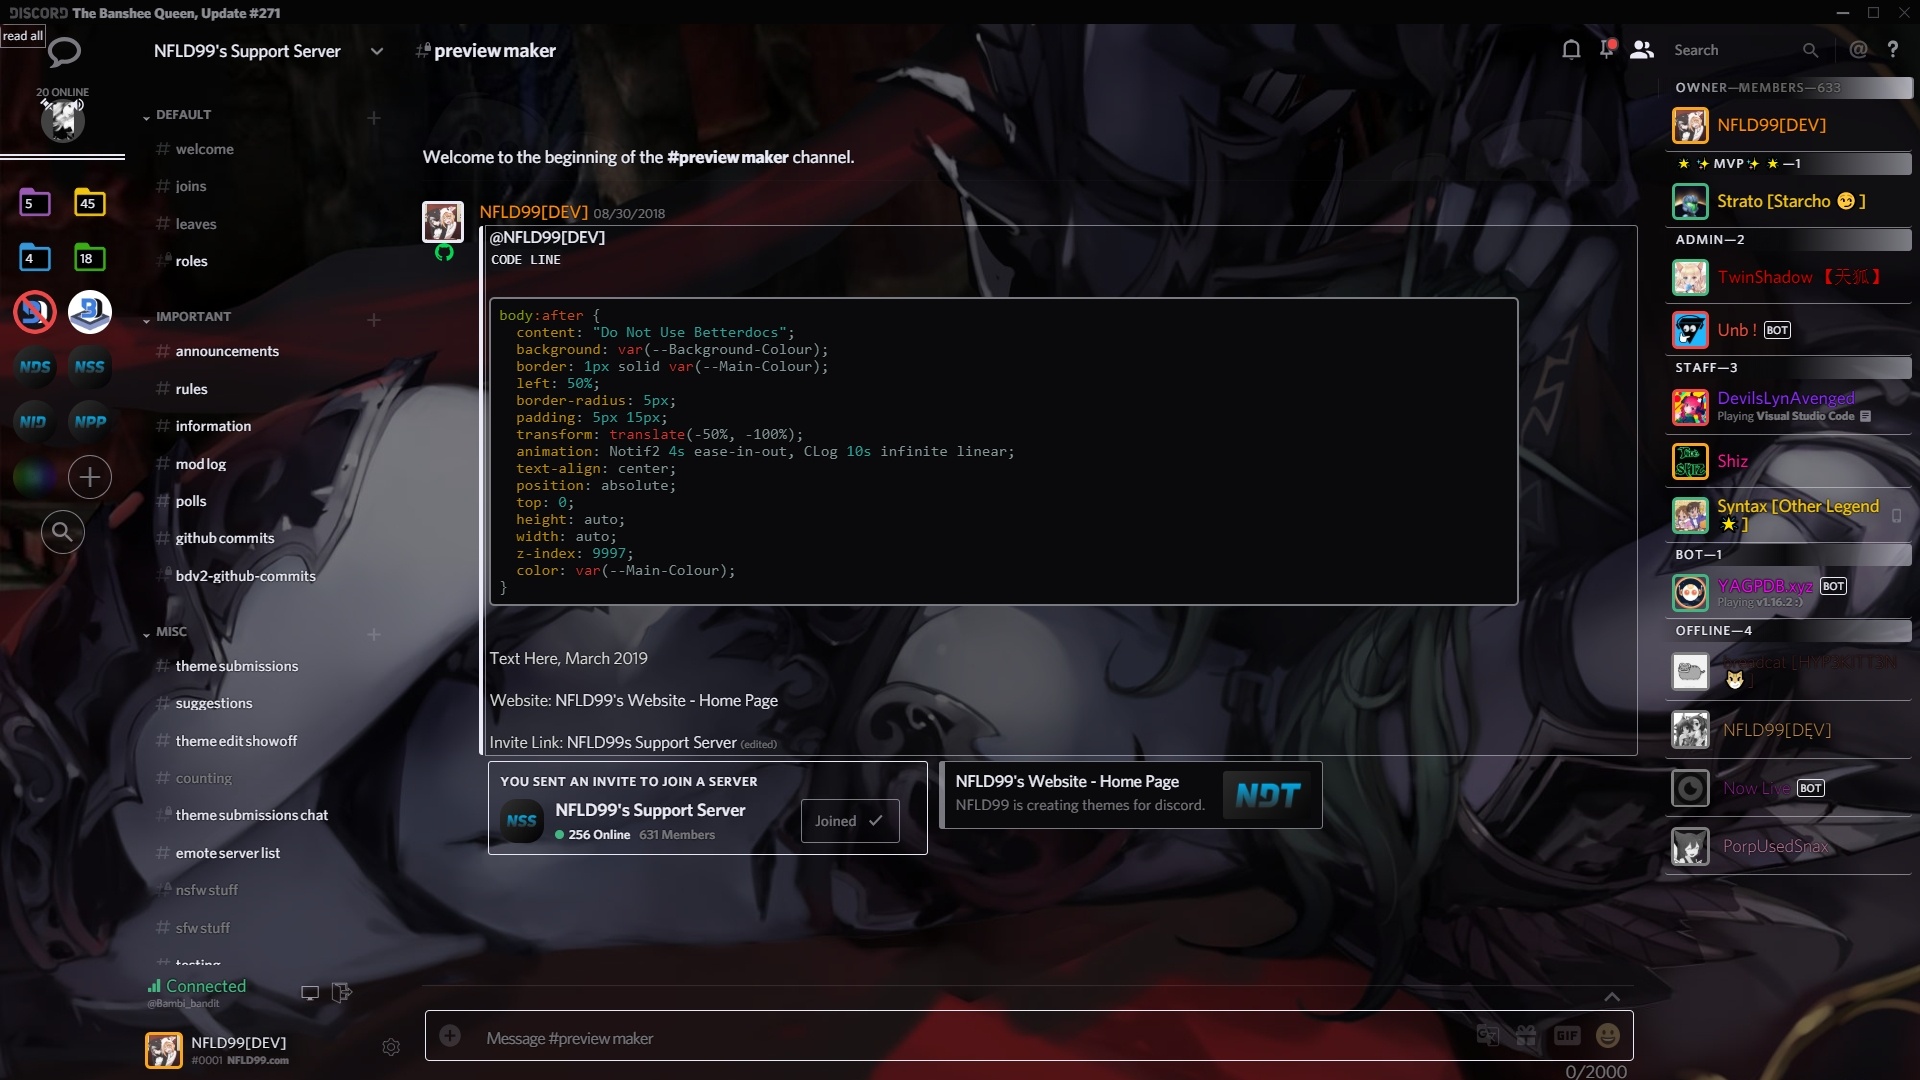 DISCORD The Banshee Queen, Update #271
read all
20 ONLINE
5
45
4
18
NDS
NSS
NID
NPP
NFLD99's Support Server
DEFAULT
welcome
joins
leaves
roles
IMPORTANT
announcements
rules
information
mod log
polls
github commits
bdv2-github-commits
MISC
theme submissions
suggestions
theme edit showoff
counting
theme submissions chat
emote server list
nsfw stuff
sfw stuff
testing
Connected
@Bambi_bandit
NFLD99[DEV]
#0001 NFLD99.com
# preview maker
Search
Welcome to the beginning of the #preview maker channel.
NFLD99[DEV] 08/30/2018
@NFLD99[DEV]
CODE LINE
body:after {
  content: "Do Not Use Betterdocs";
  background: var(--Background-Colour);
  border: 1px solid var(--Main-Colour);
  left: 50%;
  border-radius: 5px;
  padding: 5px 15px;
  transform: translate(-50%, -100%);
  animation: Notif2 4s ease-in-out, CLog 10s infinite linear;
  text-align: center;
  position: absolute;
  top: 0;
  height: auto;
  width: auto;
  z-index: 9997;
  color: var(--Main-Colour);
}
Text Here, March 2019
Website: NFLD99's Website - Home Page
Invite Link: NFLD99s Support Server (edited)
YOU SENT AN INVITE TO JOIN A SERVER
NSS
NFLD99's Support Server
256 Online 631 Members
Joined
NFLD99's Website - Home Page
NFLD99 is creating themes for discord.
NDT
Message #preview maker
GIF
0/2000
OWNER—MEMBERS—633
NFLD99[DEV]
⭐ ✨ MVP ✨ ⭐ —1
Strato [Starcho 😏 ]
ADMIN—2
TwinShadow 【天狐】
Unb ! BOT
STAFF—3
DevilsLynAvenged
Playing Visual Studio Code
Shiz
Syntax [Other Legend
🌟 ]
BOT—1
YAGPDB.xyz BOT
Playing v1.16.2 :)
OFFLINE—4
NFLD99[DEV]
Now Live BOT
PorpUsedSnax